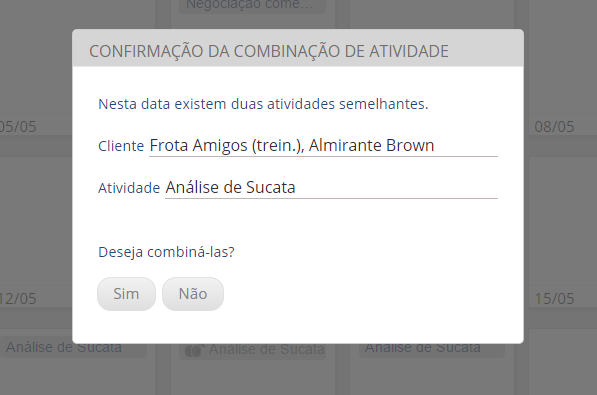 Negociação come...
CONFIRMAÇÃO DA COMBINAÇÃO DE ATIVIDADE
Nesta data existem duas atividades semelhantes.
05/05
08/05
Cliente Frota Amigos (trein.), Almirante Brown
Atividade Análise de Sucata
Deseja combiná-las?
Sim Não
12/05
15/05
Análise de Sucata
Análise de Sucata
Análise de Sucata